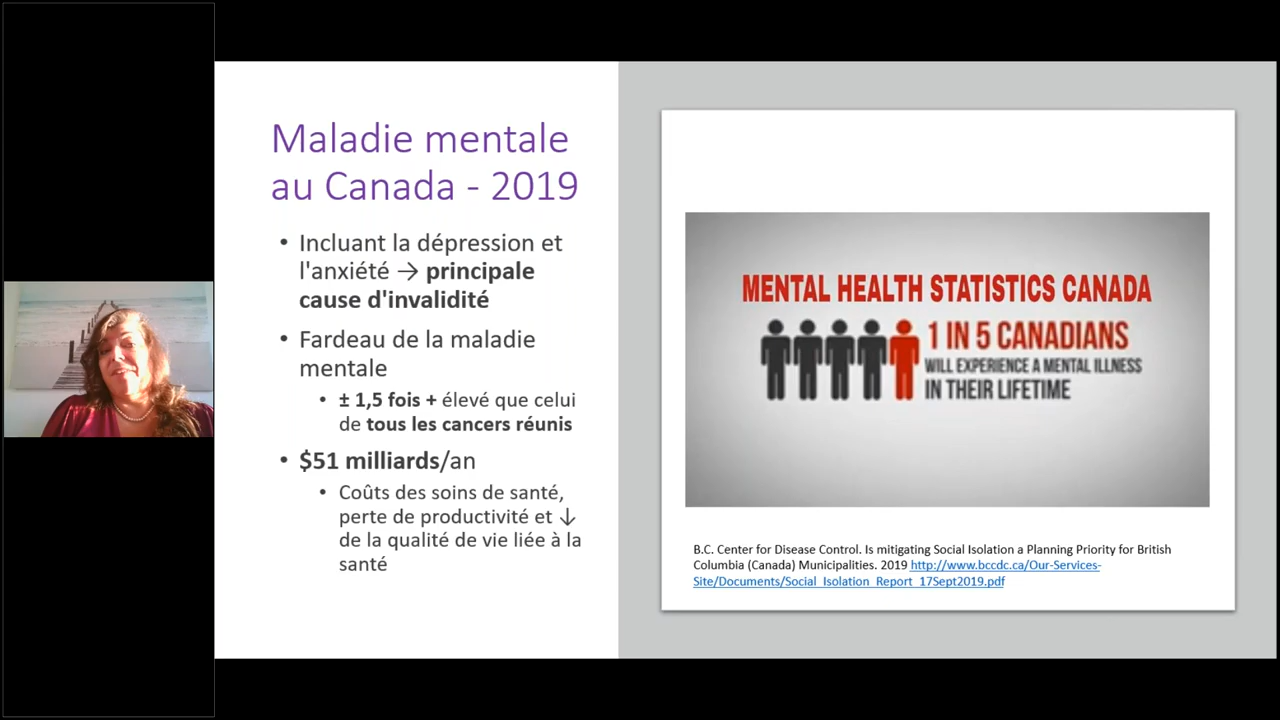 Maladie mentale
au Canada - 2019
• Incluant la dépression et
l'anxiété → principale
cause d'invalidité
• Fardeau de la maladie
mentale
• ± 1,5 fois + élevé que celui
de tous les cancers réunis
• $51 milliards/an
• Coûts des soins de santé,
perte de productivité et ↓
de la qualité de vie liée à la
santé
MENTAL HEALTH STATISTICS CANADA
1 IN 5 CANADIANS
WILL EXPERIENCE A MENTAL ILLNESS
IN THEIR LIFETIME
B.C. Center for Disease Control. Is mitigating Social Isolation a Planning Priority for British
Columbia (Canada) Municipalities. 2019 http://www.bccdc.ca/Our-Services-
Site/Documents/Social_Isolation_Report_17Sept2019.pdf